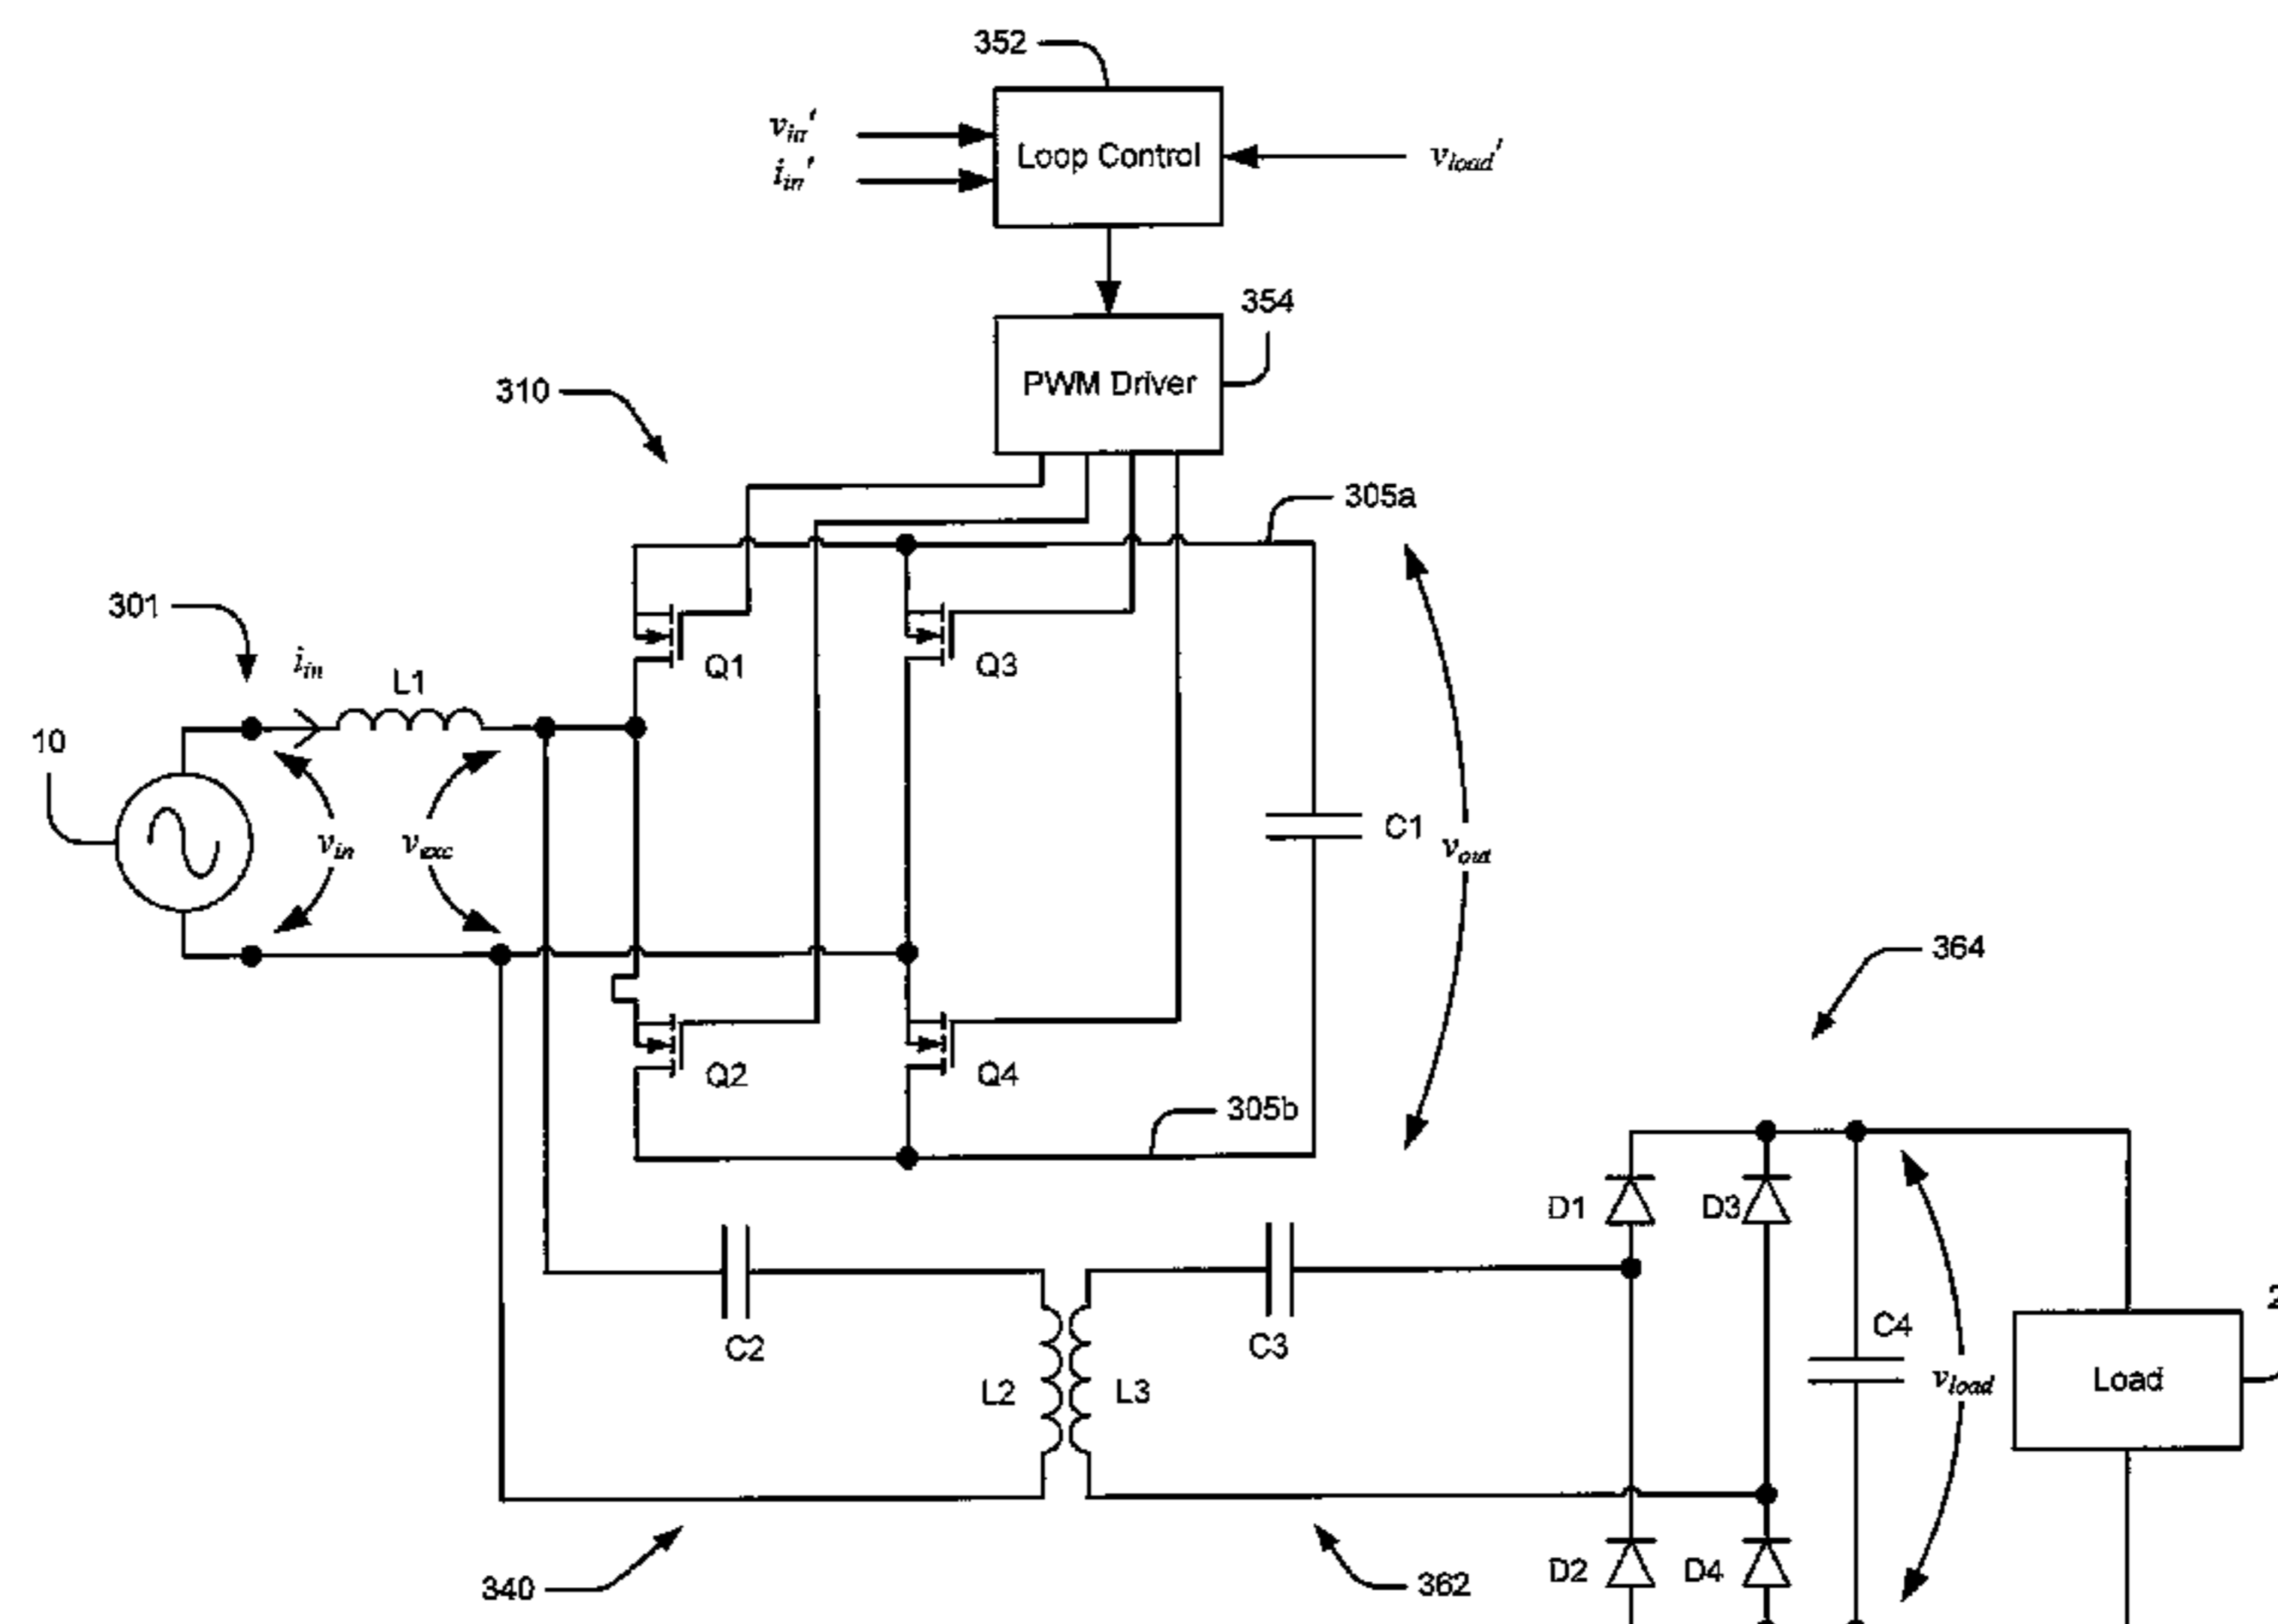 352
v_in'
i_in'
Loop Control
v_load'
354
PWM Driver
310
305a
301
i_in
L1
Q1
Q3
10
v_in
v_exc
C1
v_out
364
Q2
Q4
305b
D1
D3
C2
C3
C4
L2
L3
v_load
Load
2
340
362
D2
D4